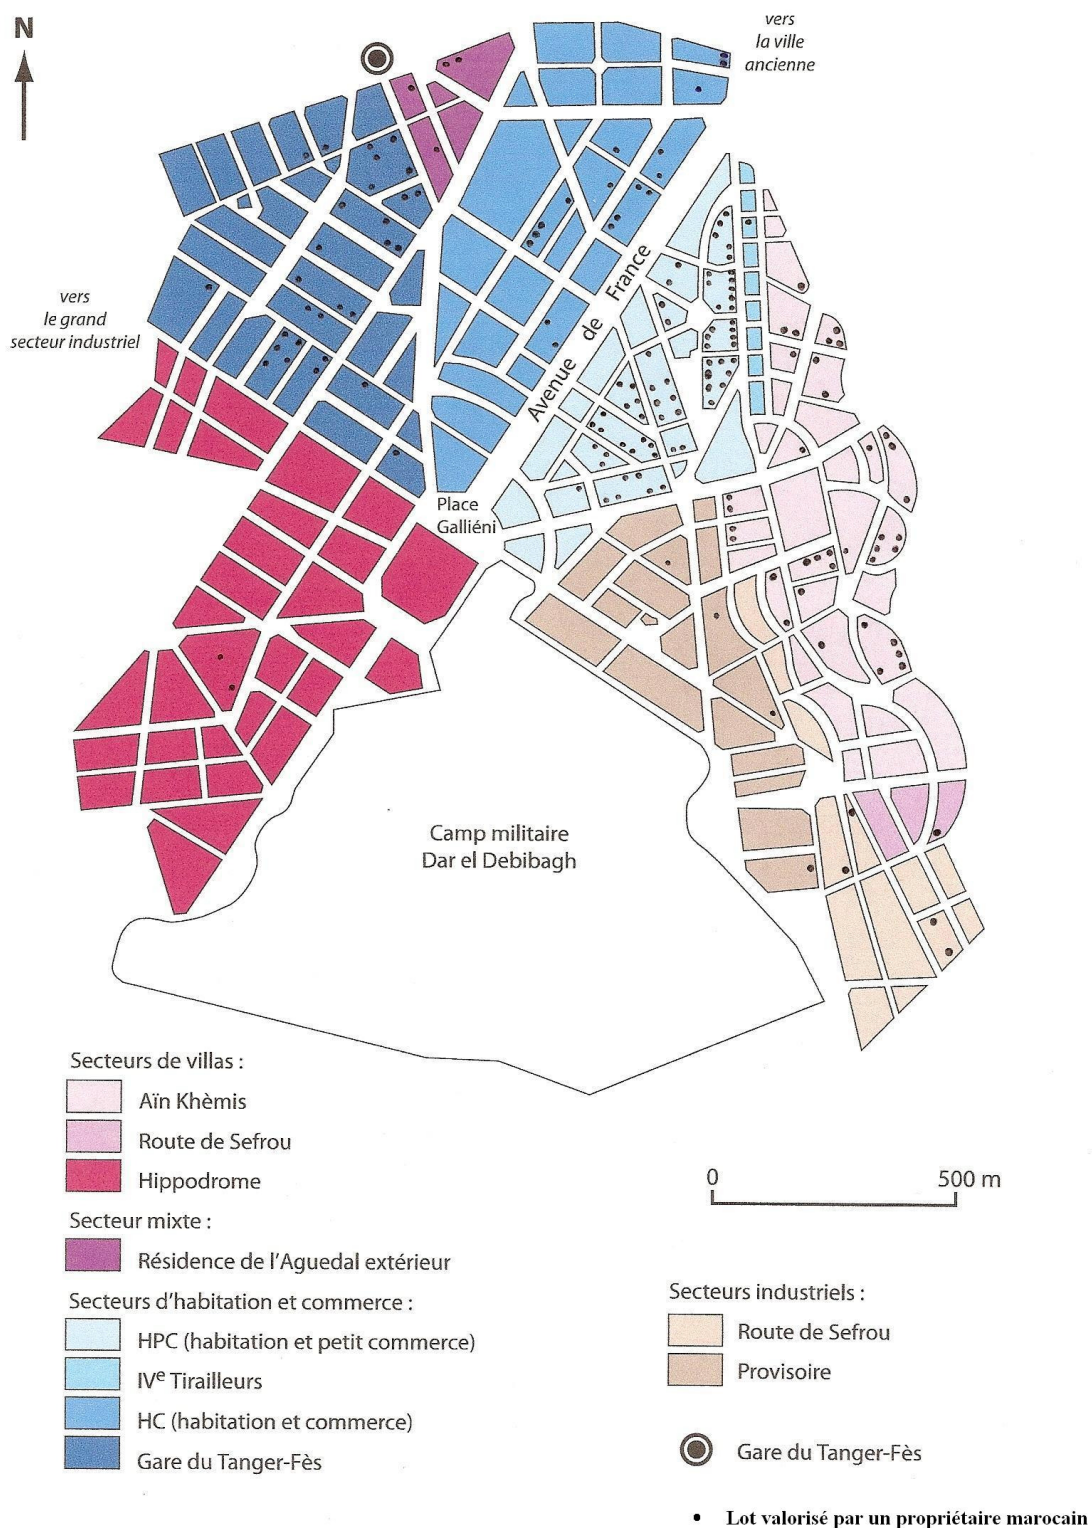 N
vers
la ville
ancienne
vers
le grand
secteur industriel
Avenue de France
Place
Galliéni
Camp militaire
Dar el Debibagh
Secteurs de villas :
Aïn Khèmis
Route de Sefrou
Hippodrome
Secteur mixte :
Résidence de l'Aguedal extérieur
Secteurs d'habitation et commerce :
HPC (habitation et petit commerce)
IVe Tirailleurs
HC (habitation et commerce)
Gare du Tanger-Fès
0 500 m
Secteurs industriels :
Route de Sefrou
Provisoire
Gare du Tanger-Fès
• Lot valorisé par un propriétaire marocain